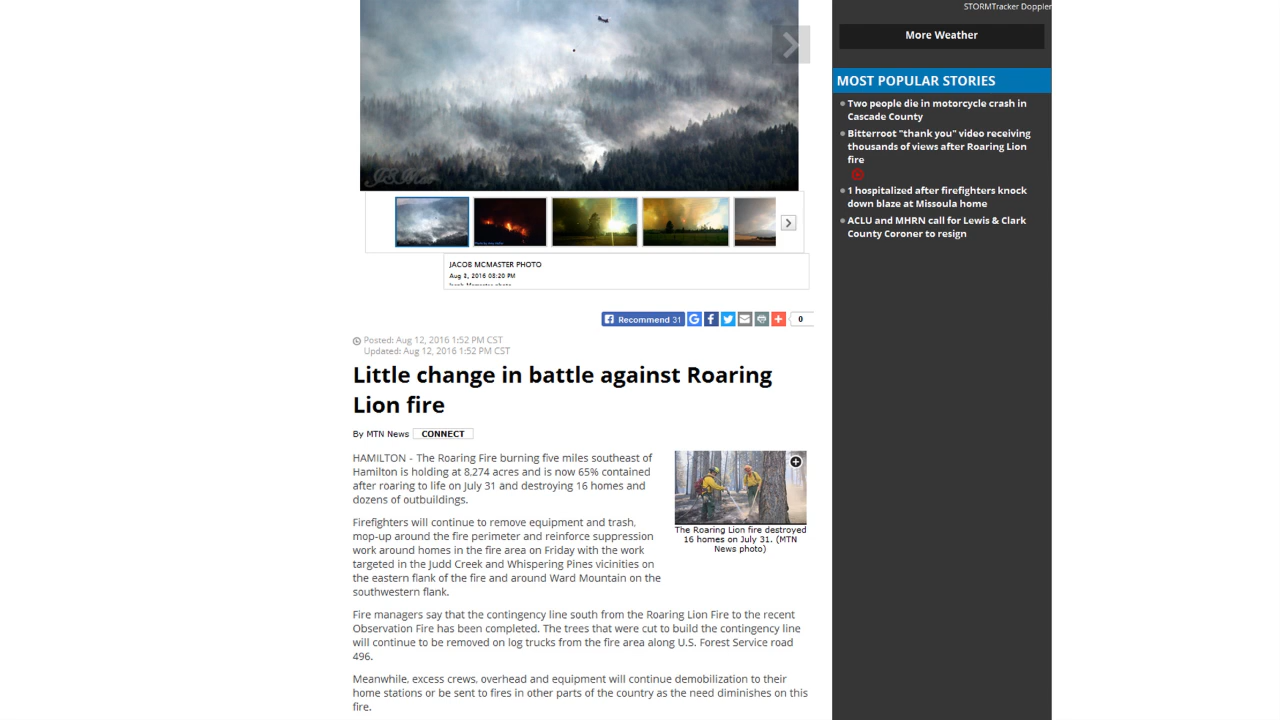 STORMTracker Doppler
More Weather
MOST POPULAR STORIES
Two people die in motorcycle crash in
Cascade County
Bitterroot "thank you" video receiving
thousands of views after Roaring Lion
fire
1 hospitalized after firefighters knock
down blaze at Missoula home
ACLU and MHRN call for Lewis & Clark
County Coroner to resign
JACOB MCMASTER PHOTO
Aug 3, 2016 03:20 PM
Jacob Mcmaster photo
Recommend 31
0
Posted: Aug 12, 2016 1:52 PM CST
Updated: Aug 12, 2016 1:52 PM CST
Little change in battle against Roaring
Lion fire
By MTN News CONNECT
HAMILTON - The Roaring Fire burning five miles southeast of
Hamilton is holding at 8,274 acres and is now 65% contained
after roaring to life on July 31 and destroying 16 homes and
dozens of outbuildings.
The Roaring Lion fire destroyed
16 homes on July 31. (MTN
News photo)
Firefighters will continue to remove equipment and trash,
mop-up around the fire perimeter and reinforce suppression
work around homes in the fire area on Friday with the work
targeted in the Judd Creek and Whispering Pines vicinities on
the eastern flank of the fire and around Ward Mountain on the
southwestern flank.
Fire managers say that the contingency line south from the Roaring Lion Fire to the recent
Observation Fire has been completed. The trees that were cut to build the contingency line
will continue to be removed on log trucks from the fire area along U.S. Forest Service road
496.
Meanwhile, excess crews, overhead and equipment will continue demobilization to their
home stations or be sent to fires in other parts of the country as the need diminishes on this
fire.